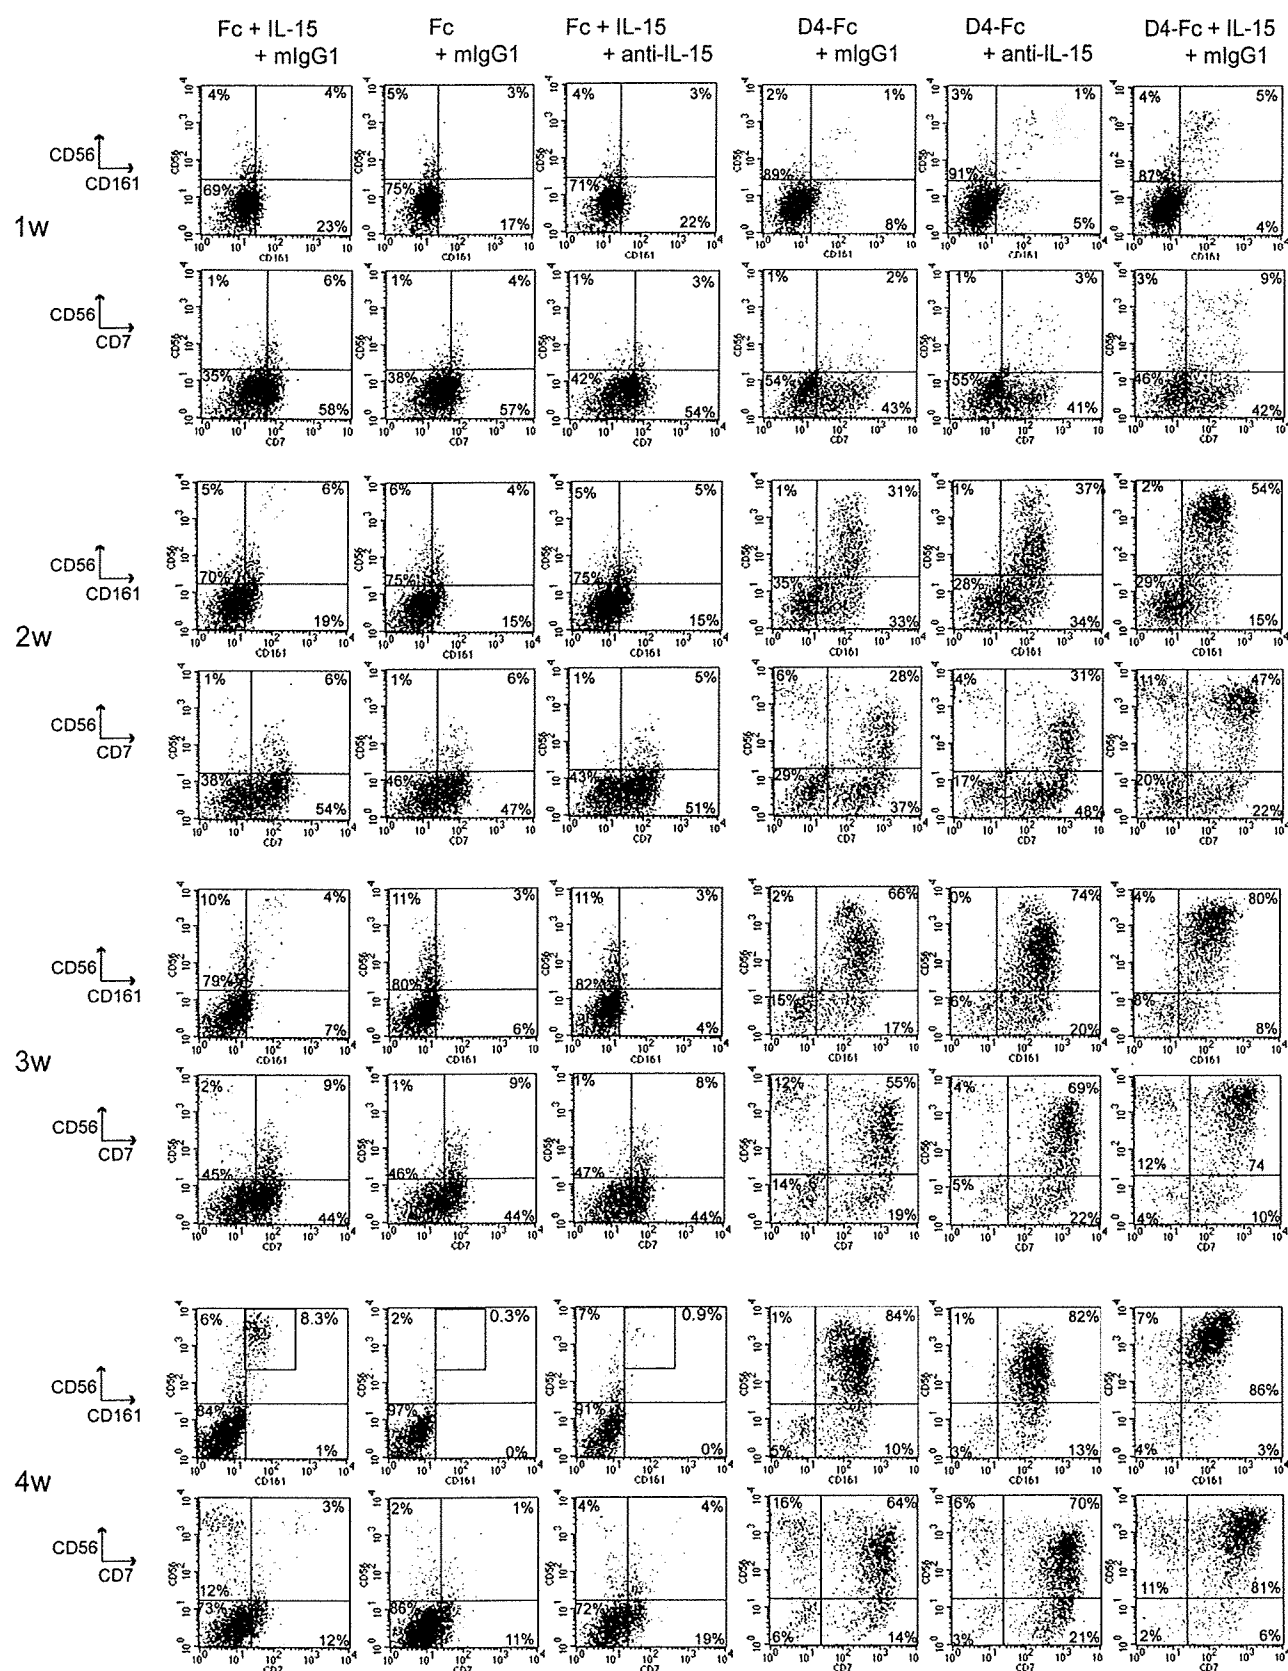 Fc + IL-15 Fc Fc + IL-15 D4-Fc D4-Fc D4-Fc + IL-15
+ mIgG1 + mIgG1 + anti-IL-15 + mIgG1 + anti-IL-15 + mIgG1
1w
CD56
CD161
4% 4% 5% 3% 4% 3% 2% 1% 3% 1% 4% 5%
69% 75% 71% 89% 91% 87%
23% 17% 22% 8% 5% 4%
CD56
CD7
1% 6% 1% 4% 1% 3% 1% 2% 1% 3% 3% 9%
35% 38% 42% 54% 55% 46%
58% 57% 54% 43% 41% 42%
2w
CD56
CD161
5% 6% 6% 4% 5% 5% 1% 31% 1% 37% 2% 54%
70% 75% 75% 35% 28% 29%
19% 15% 15% 33% 34% 15%
CD56
CD7
1% 6% 1% 6% 1% 5% 6% 28% 4% 31% 11% 47%
38% 46% 43% 29% 17% 20%
54% 47% 51% 37% 48% 22%
3w
CD56
CD161
10% 4% 11% 3% 11% 3% 2% 66% 0% 74% 4% 80%
79% 80% 82% 15% 6% 8%
7% 6% 4% 17% 20% 8%
CD56
CD7
2% 9% 1% 9% 1% 8% 12% 55% 4% 69%
45% 46% 47% 14% 5% 12% 74
44% 44% 44% 19% 22% 4% 10%
4w
CD56
CD161
6% 8.3% 2% 0.3% 7% 0.9% 1% 84% 1% 82% 7%
84% 97% 91% 86%
1% 0% 0% 5% 10% 3% 13% 4% 3%
CD56
CD7
3% 2% 1% 4% 4% 16% 64% 6% 70%
12% 11% 81%
73% 86% 72%
12% 11% 19% 6% 14% 3% 21% 2% 6%